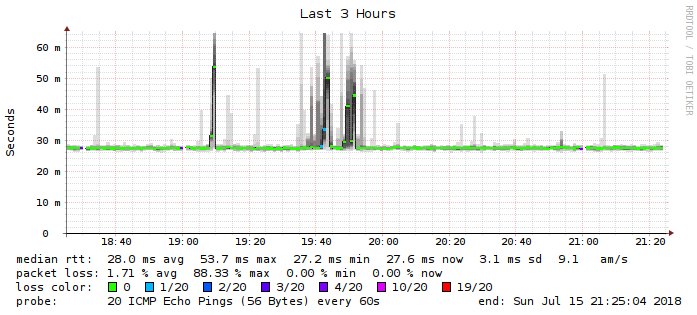 Last 3 Hours
RRDTOOL / TOBI OETIKER
Seconds
60 m
50 m
40 m
30 m
20 m
10 m
0
18:40 19:00 19:20 19:40 20:00 20:20 20:40 21:00 21:20
median rtt: 28.0 ms avg 53.7 ms max 27.2 ms min 27.6 ms now 3.1 ms sd 9.1 am/s
packet loss: 1.71 % avg 88.33 % max 0.00 % min 0.00 % now
loss color: 0 1/20 2/20 3/20 4/20 10/20 19/20
probe: 20 ICMP Echo Pings (56 Bytes) every 60s end: Sun Jul 15 21:25:04 2018